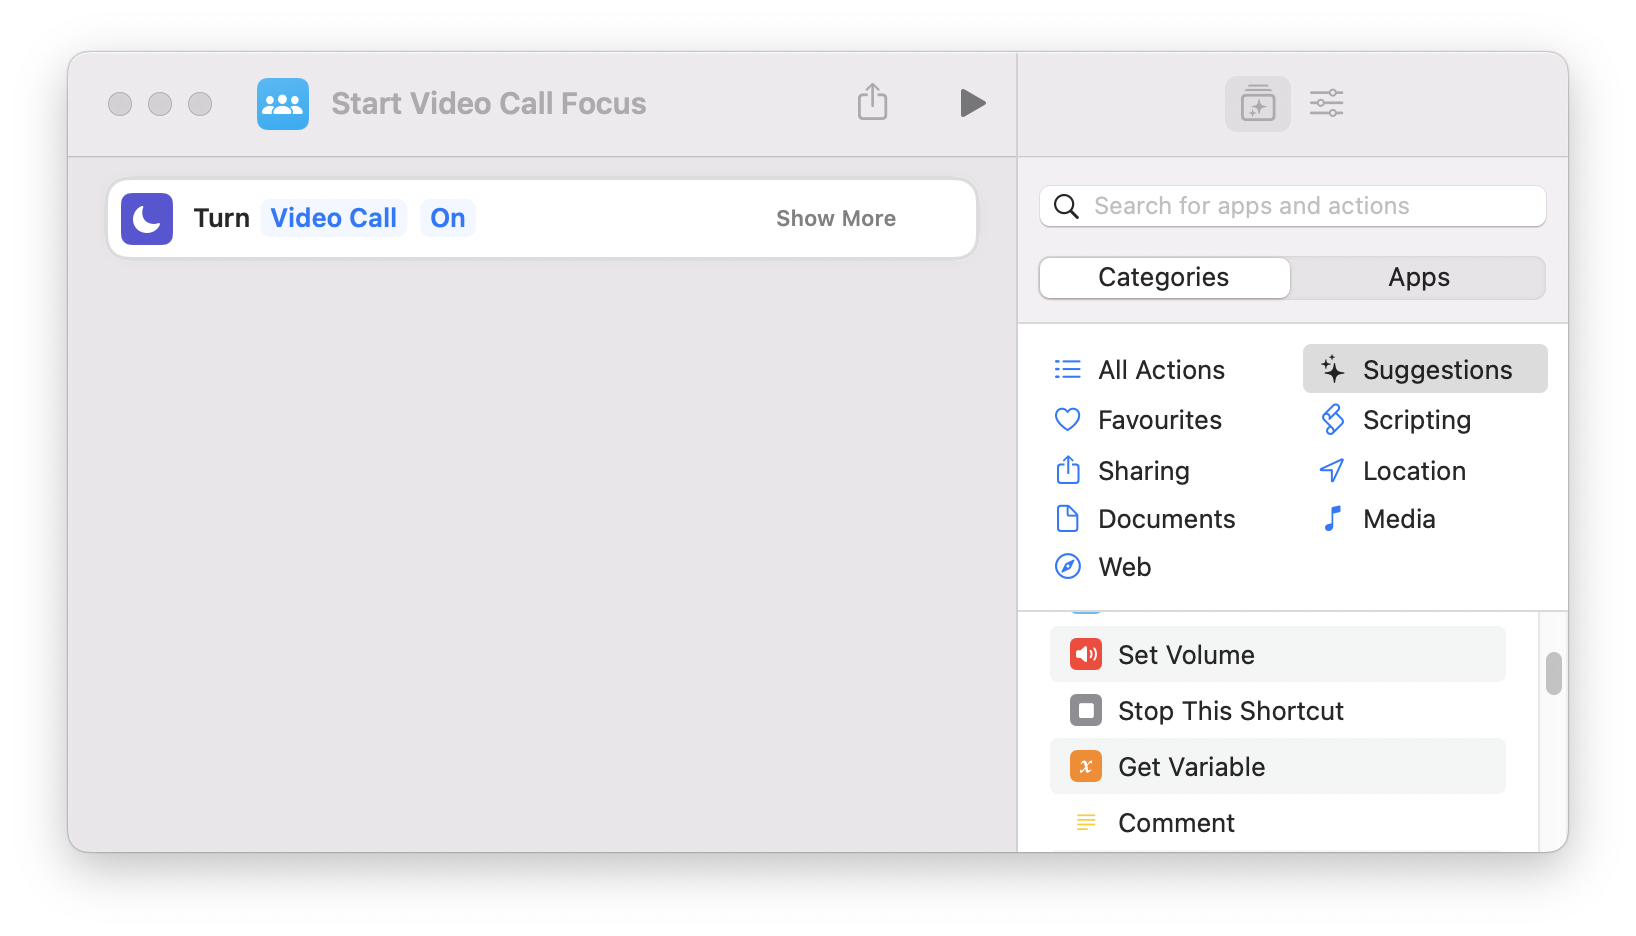 Start Video Call Focus
Turn Video Call On Show More
Search for apps and actions
Categories Apps
All Actions Suggestions
Favourites Scripting
Sharing Location
Documents Media
Web
Set Volume
Stop This Shortcut
Get Variable
Comment